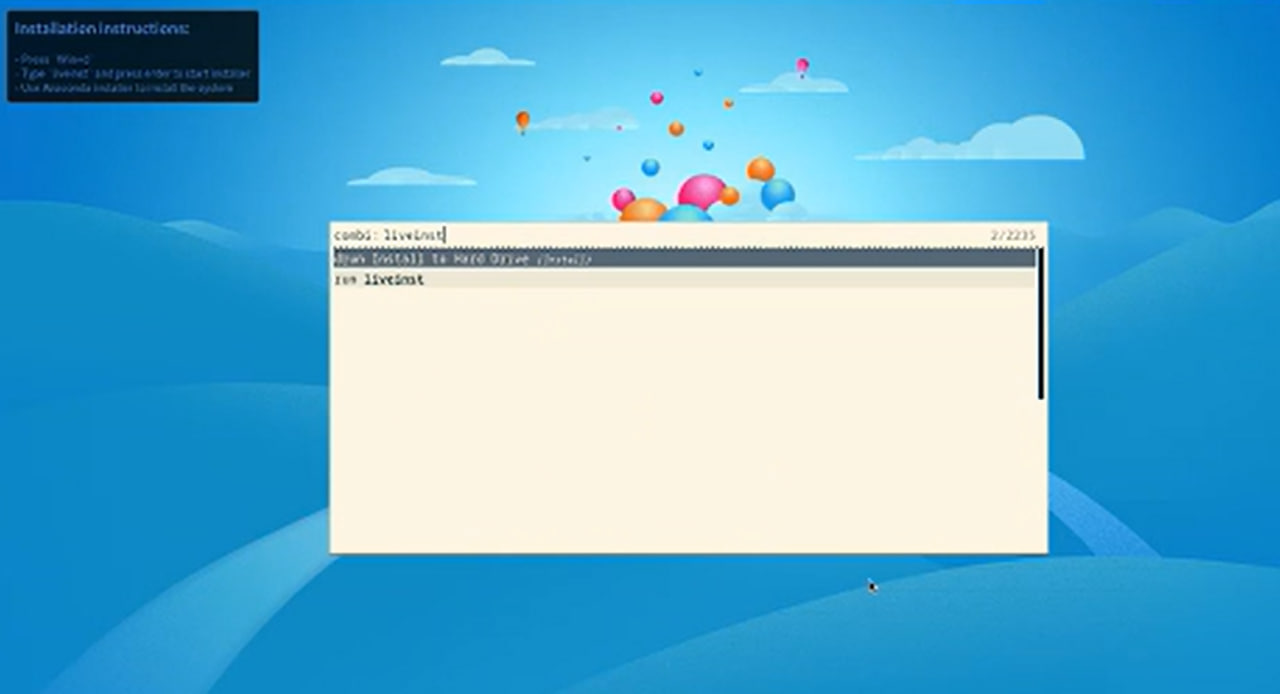 Installation instructions:
- Press 'Win+d'
- Type 'liveinst' and press enter to start installer
- Use Anaconda installer to install the system
combi: liveinst
2/2235
drun Install to Hard Drive (Install)
run liveinst